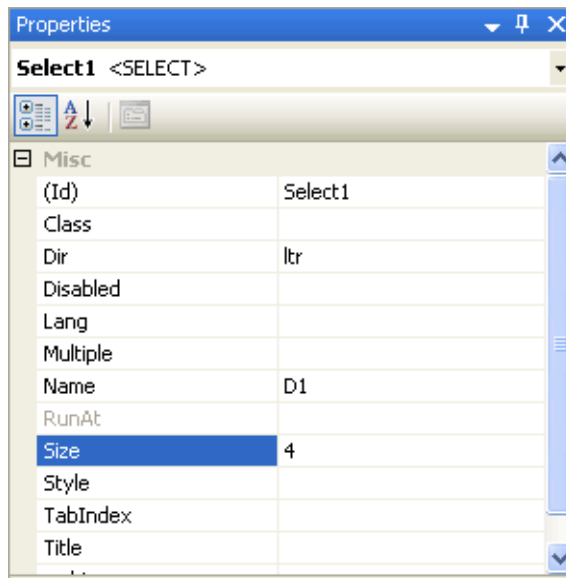 Properties
Select1 <SELECT>
Misc
(Id) Select1
Class
Dir ltr
Disabled
Lang
Multiple
Name D1
RunAt
Size 4
Style
TabIndex
Title